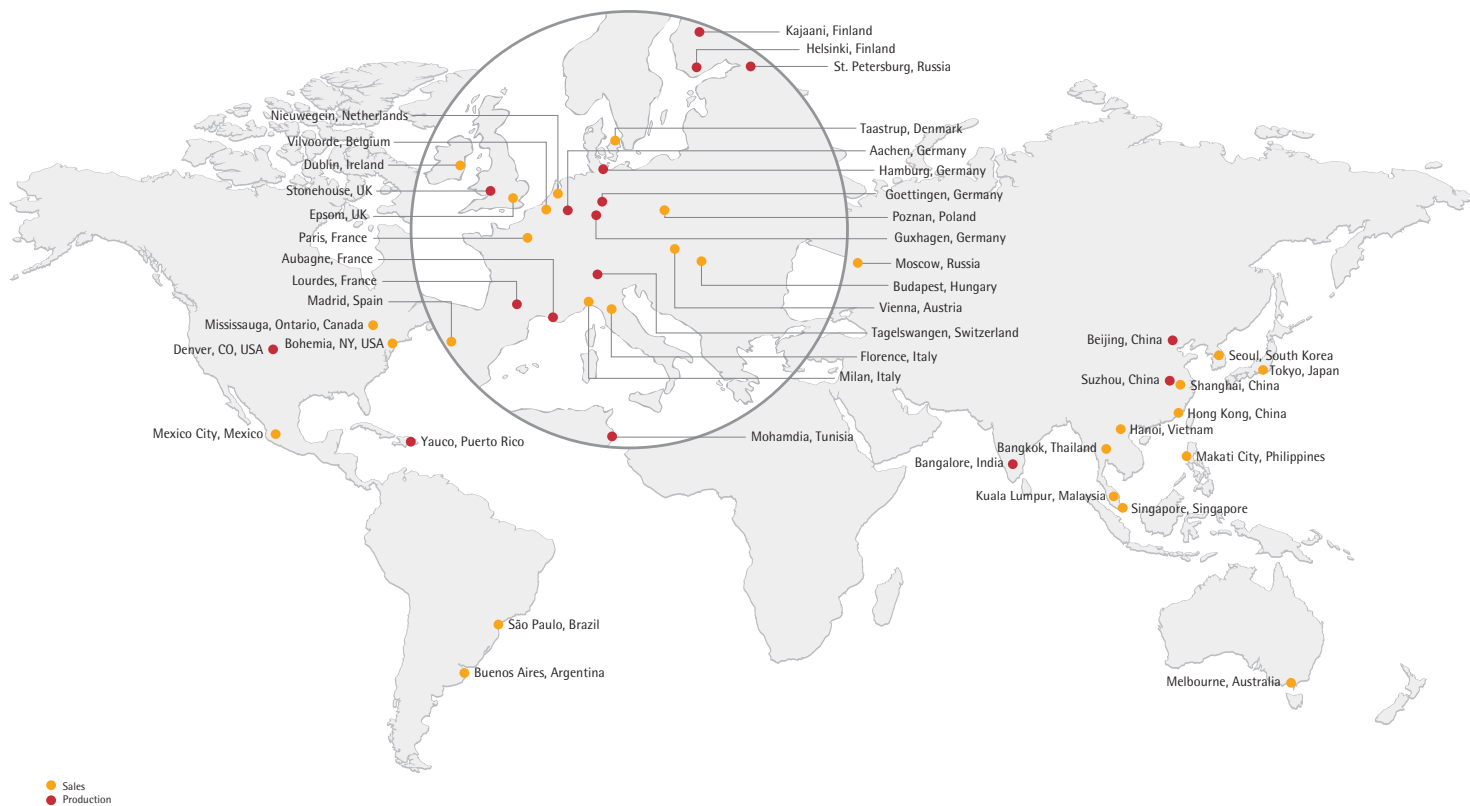 Kajaani, Finland
Helsinki, Finland
St. Petersburg, Russia
Nieuwegein, Netherlands
Vilvoorde, Belgium
Dublin, Ireland
Stonehouse, UK
Epsom, UK
Paris, France
Aubagne, France
Lourdes, France
Madrid, Spain
Mississauga, Ontario, Canada
Bohemia, NY, USA
Denver, CO, USA
Mexico City, Mexico
Yauco, Puerto Rico
São Paulo, Brazil
Buenos Aires, Argentina
Taastrup, Denmark
Aachen, Germany
Hamburg, Germany
Goettingen, Germany
Poznan, Poland
Guxhagen, Germany
Moscow, Russia
Budapest, Hungary
Vienna, Austria
Tagelswangen, Switzerland
Florence, Italy
Milan, Italy
Mohamdia, Tunisia
Beijing, China
Seoul, South Korea
Tokyo, Japan
Suzhou, China
Shanghai, China
Hong Kong, China
Hanoi, Vietnam
Bangkok, Thailand
Makati City, Philippines
Bangalore, India
Kuala Lumpur, Malaysia
Singapore, Singapore
Melbourne, Australia
Sales
Production